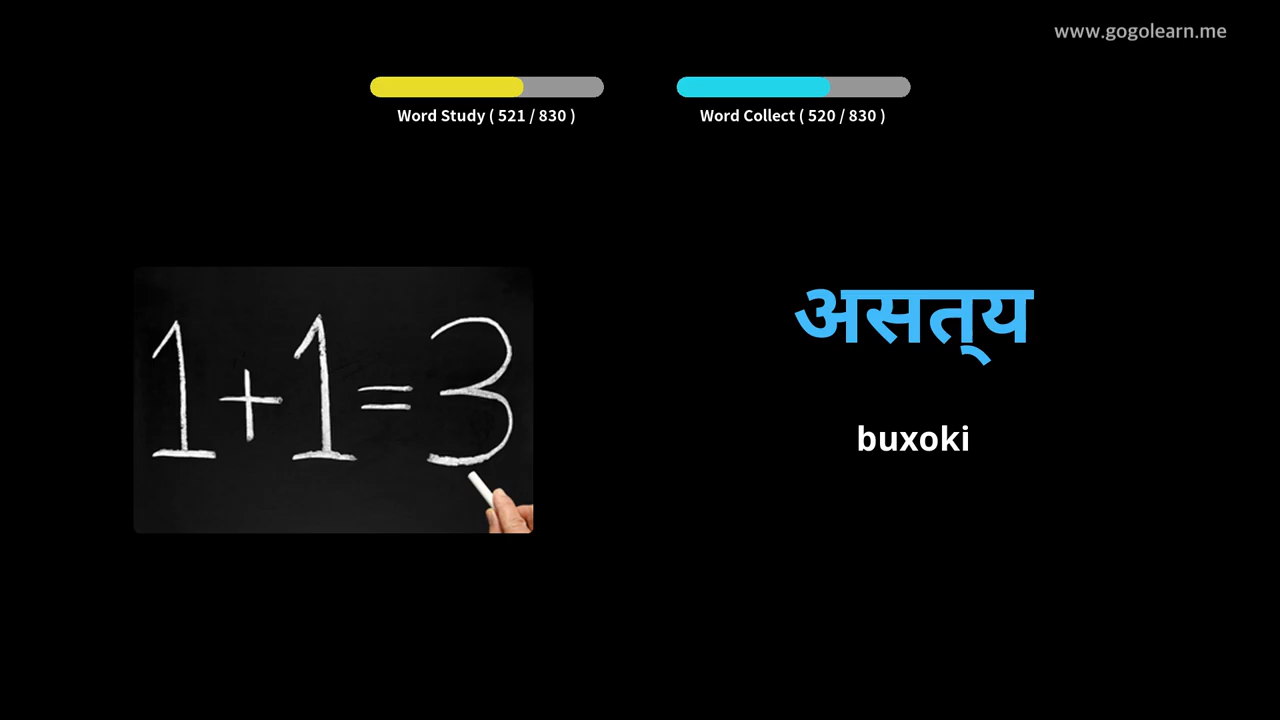 www.gogolearn.me
Word Study ( 521 / 830 )
Word Collect ( 520 / 830 )
1+1=3
असत्‌य
buxoki